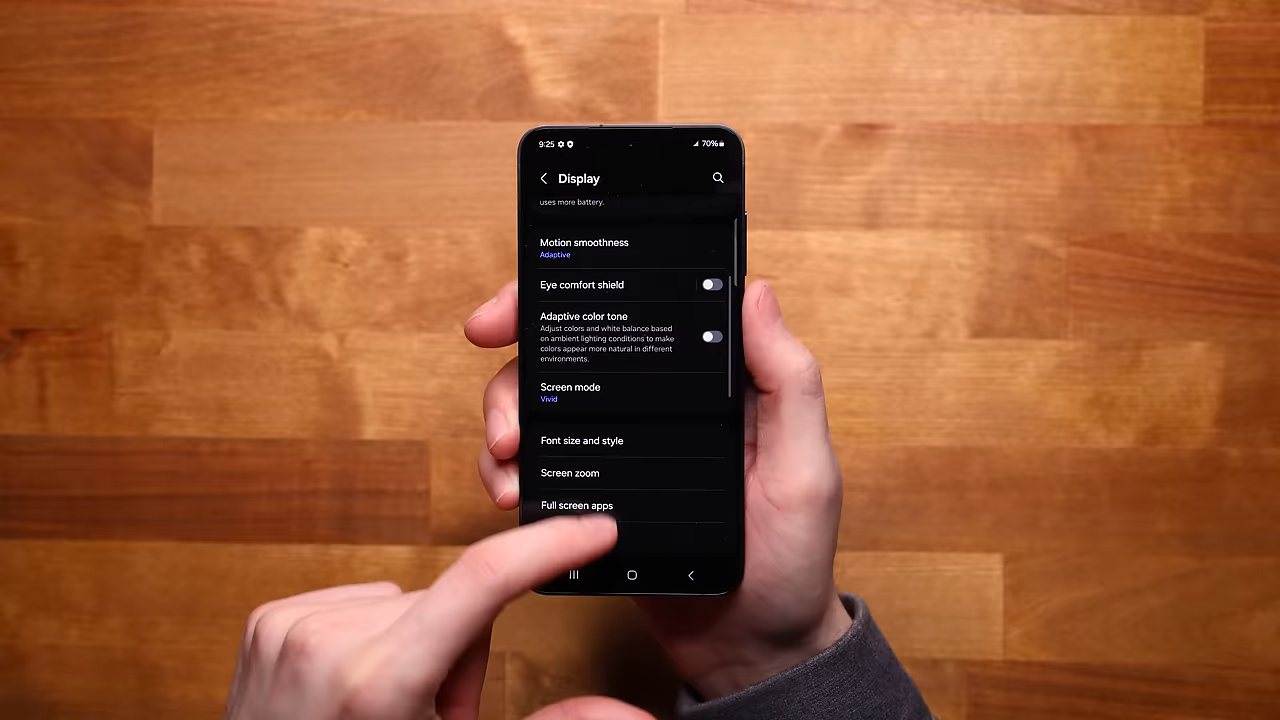 9:25
70%
Display
uses more battery.
Motion smoothness
Adaptive
Eye comfort shield
Adaptive color tone
Adjust colors and white balance based
on ambient lighting conditions to make
colors appear more natural in different
environments.
Screen mode
Vivid
Font size and style
Screen zoom
Full screen apps